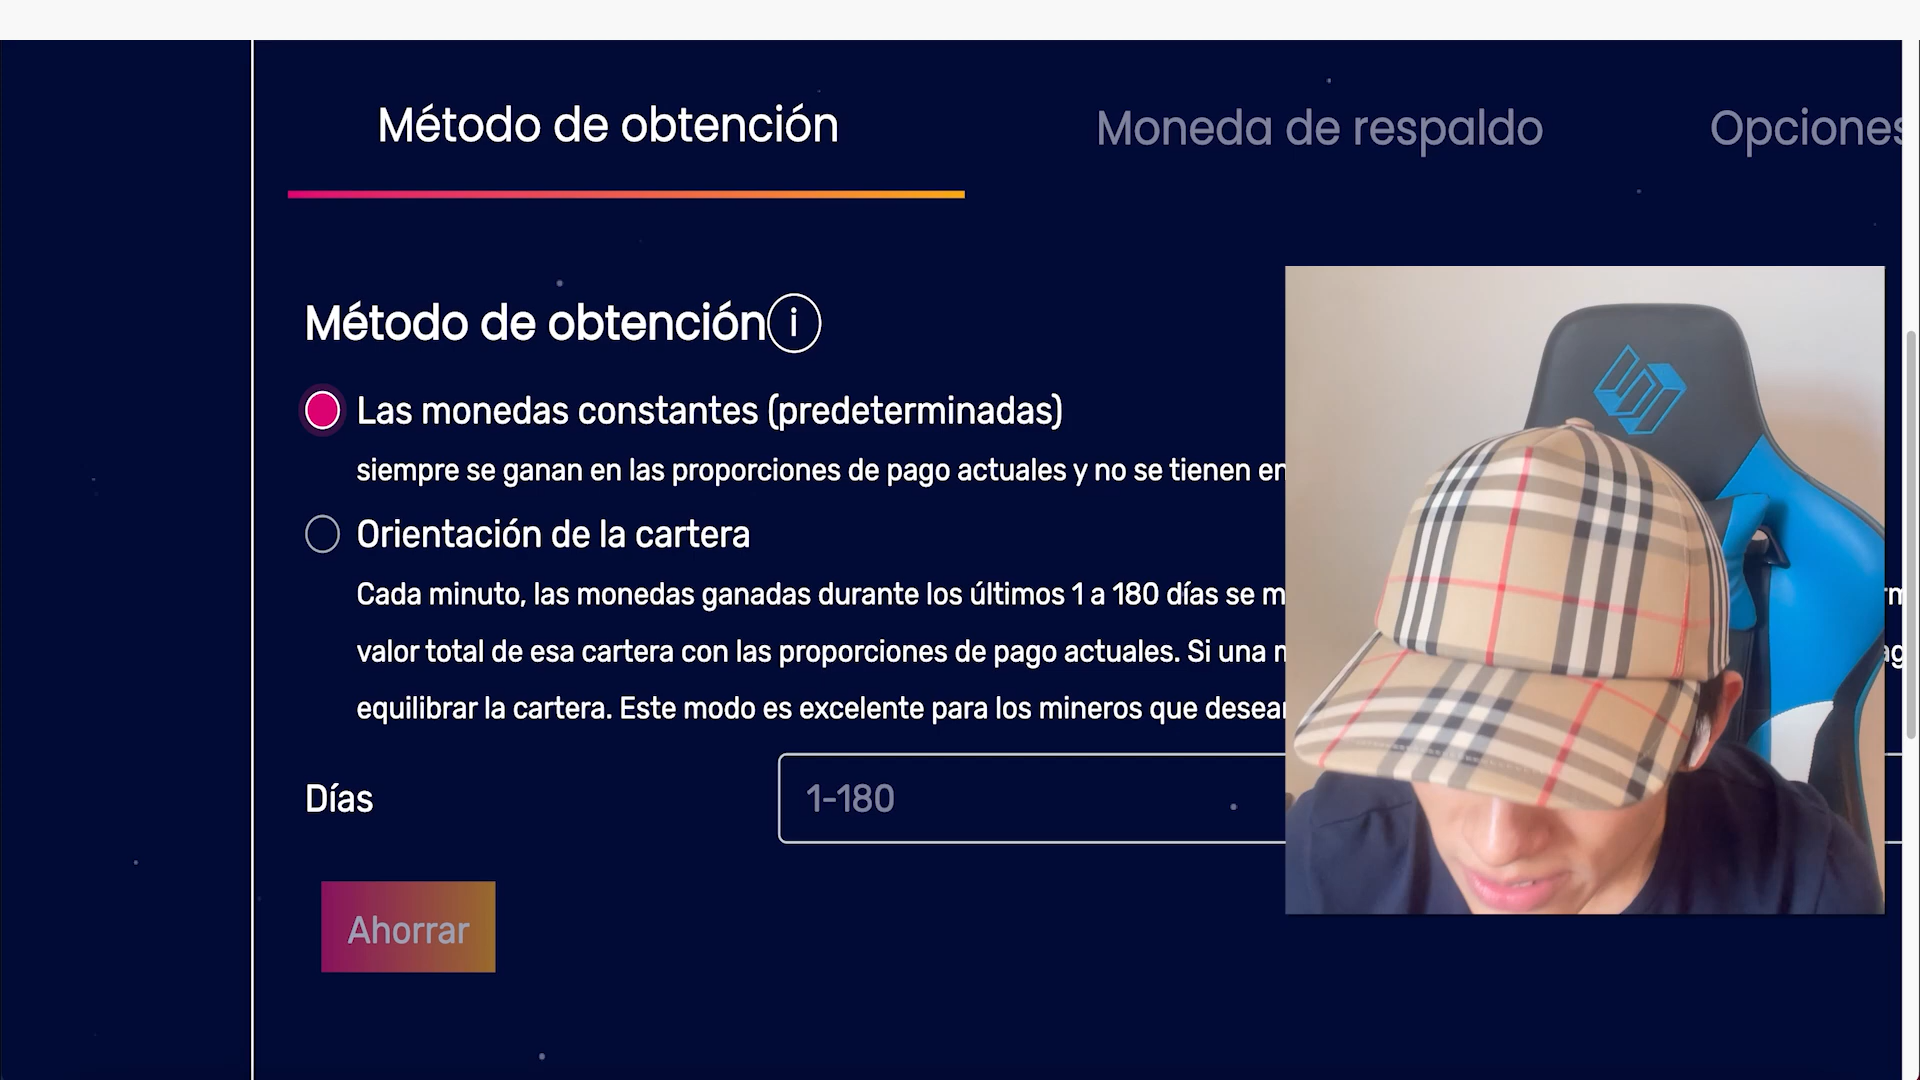 Método de obtención
Moneda de respaldo
Opciones
Método de obtención
Las monedas constantes (predeterminadas)
siempre se ganan en las proporciones de pago actuales y no se tienen
Orientación de la cartera
Cada minuto, las monedas ganadas durante los últimos 1 a 180 días se
valor total de esa cartera con las proporciones de pago actuales. Si una
equilibrar la cartera. Este modo es excelente para los mineros que
Días
1-180
Ahorrar